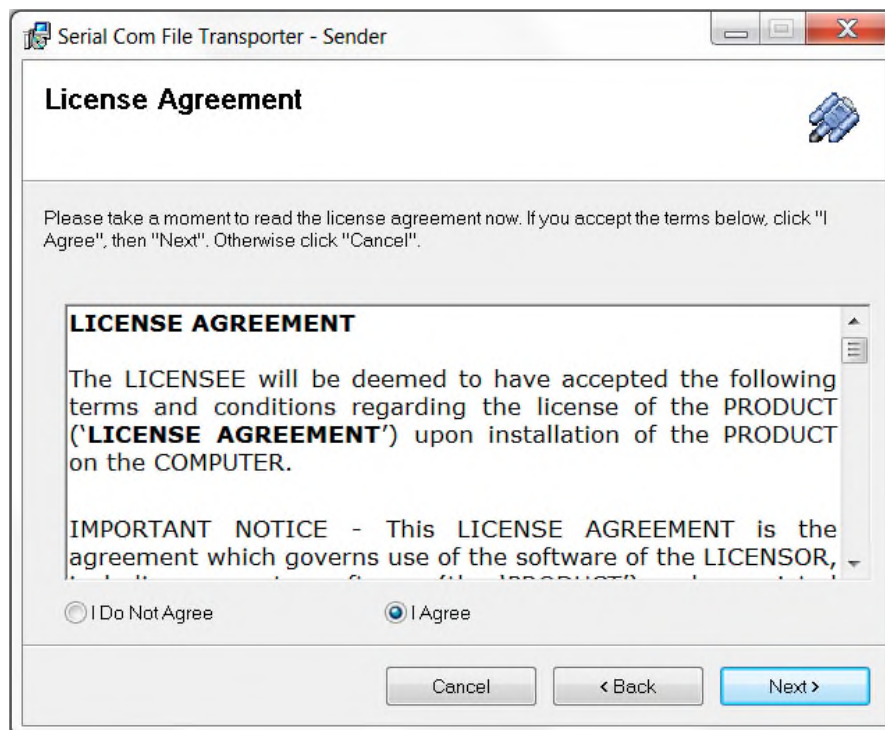 Serial Com File Transporter - Sender
License Agreement
Please take a moment to read the license agreement now. If you accept the terms below, click "I
Agree", then "Next". Otherwise click "Cancel".
LICENSE AGREEMENT
The LICENSEE will be deemed to have accepted the following
terms and conditions regarding the license of the PRODUCT
(‘LICENSE AGREEMENT’) upon installation of the PRODUCT
on the COMPUTER.
IMPORTANT NOTICE - This LICENSE AGREEMENT is the
agreement which governs use of the software of the LICENSOR,
I Do Not Agree
I Agree
Cancel
< Back
Next >